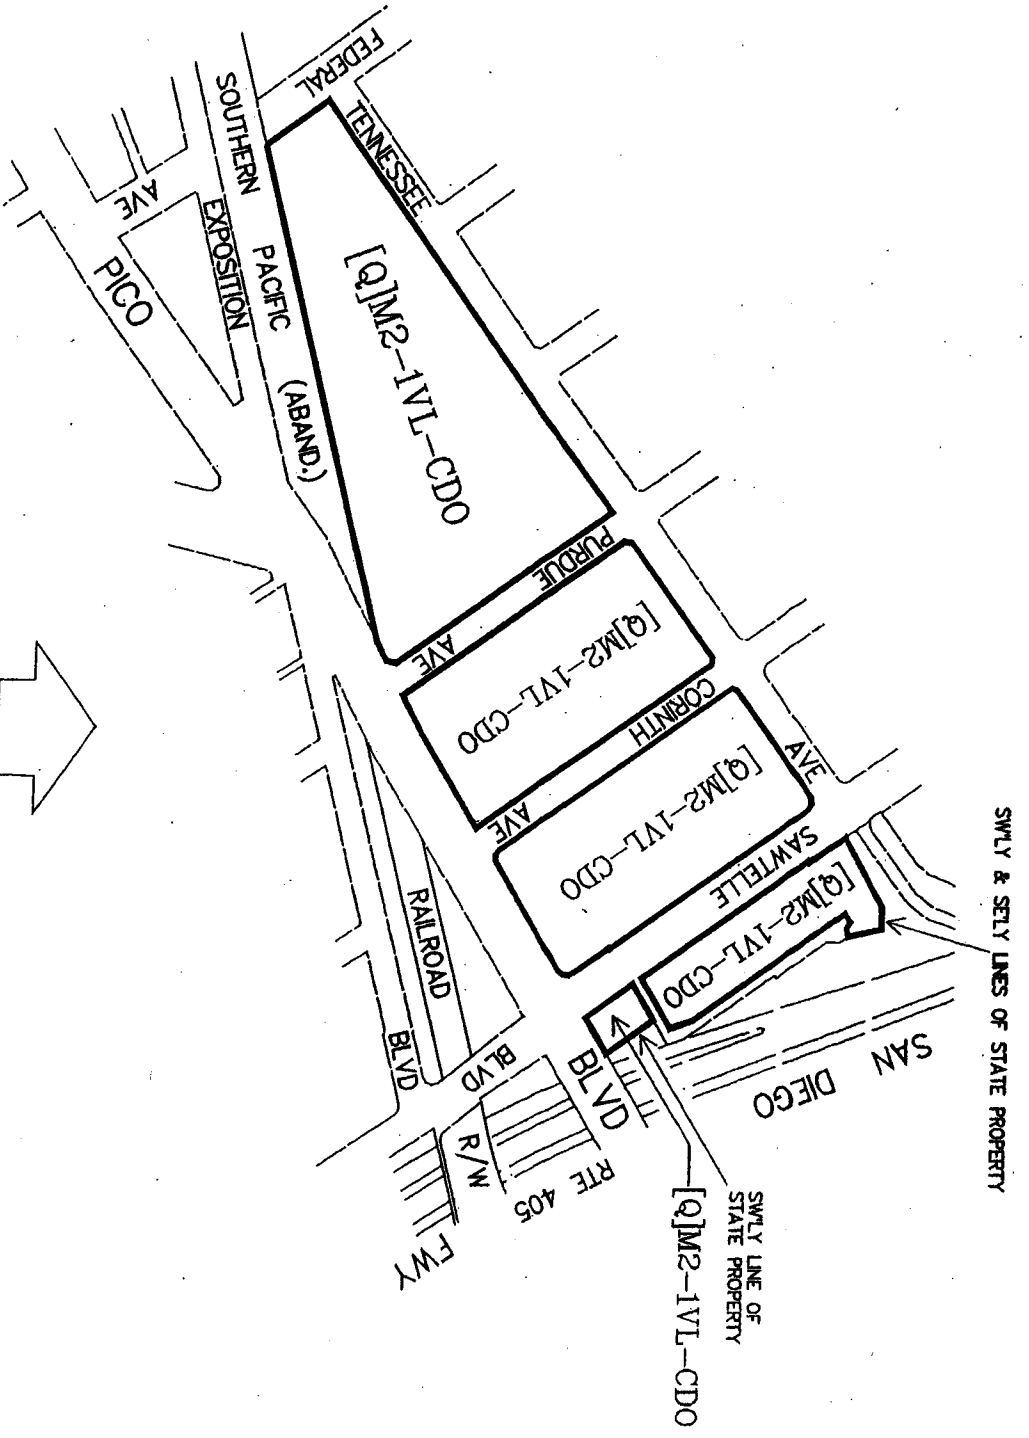 FEDERAL
TENNESSEE
SOUTHERN
PACIFIC
(ABAND.)
EXPOSITION
AVE
PICO
[Q]M2-1VL-CDO
PURDUE
AVE
[Q]M2-1VL-CDO
CORINTH
AVE
[Q]M2-1VL-CDO
AVE
SAWTELLE
[Q]M2-1VL-CDO
SW'LY & SE'LY LINES OF STATE PROPERTY
RAILROAD
BLVD
BLVD
BLVD
R/W
SAN
DIEGO
RTE 405
FWY
SW'LY LINE OF
STATE PROPERTY
[Q]M2-1VL-CDO